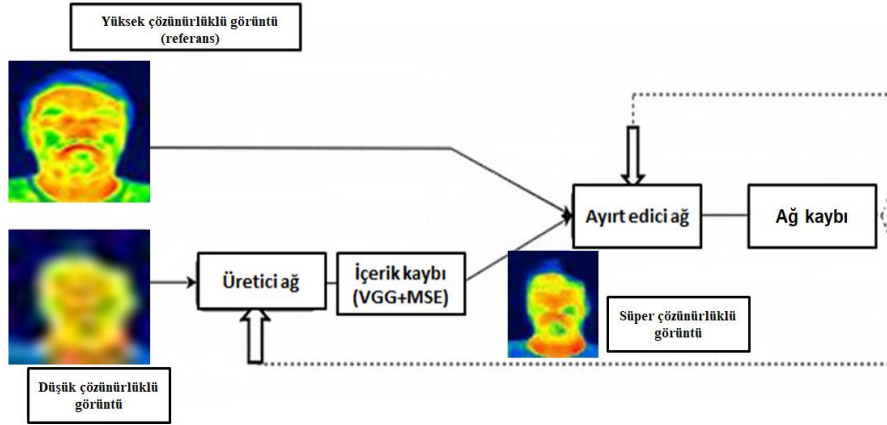 Yüksek çözünürlüklü görüntü
(referans)
Ayırt edici ağ
Ağ kaybı
Üretici ağ
İçerik kaybı
(VGG+MSE)
Süper çözünürlüklü
görüntü
Düşük çözünürlüklü
görüntü